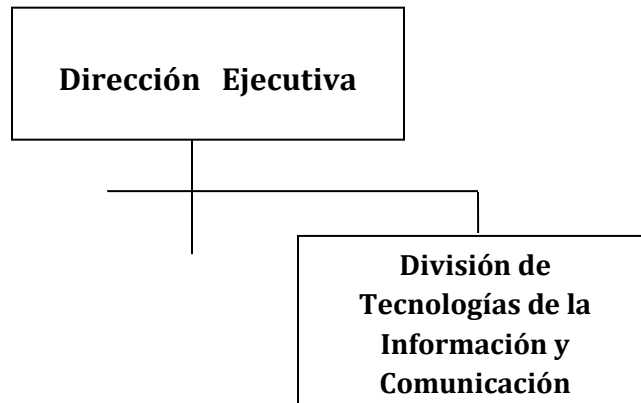 Dirección Ejecutiva
División de
Tecnologías de la
Información y
Comunicación